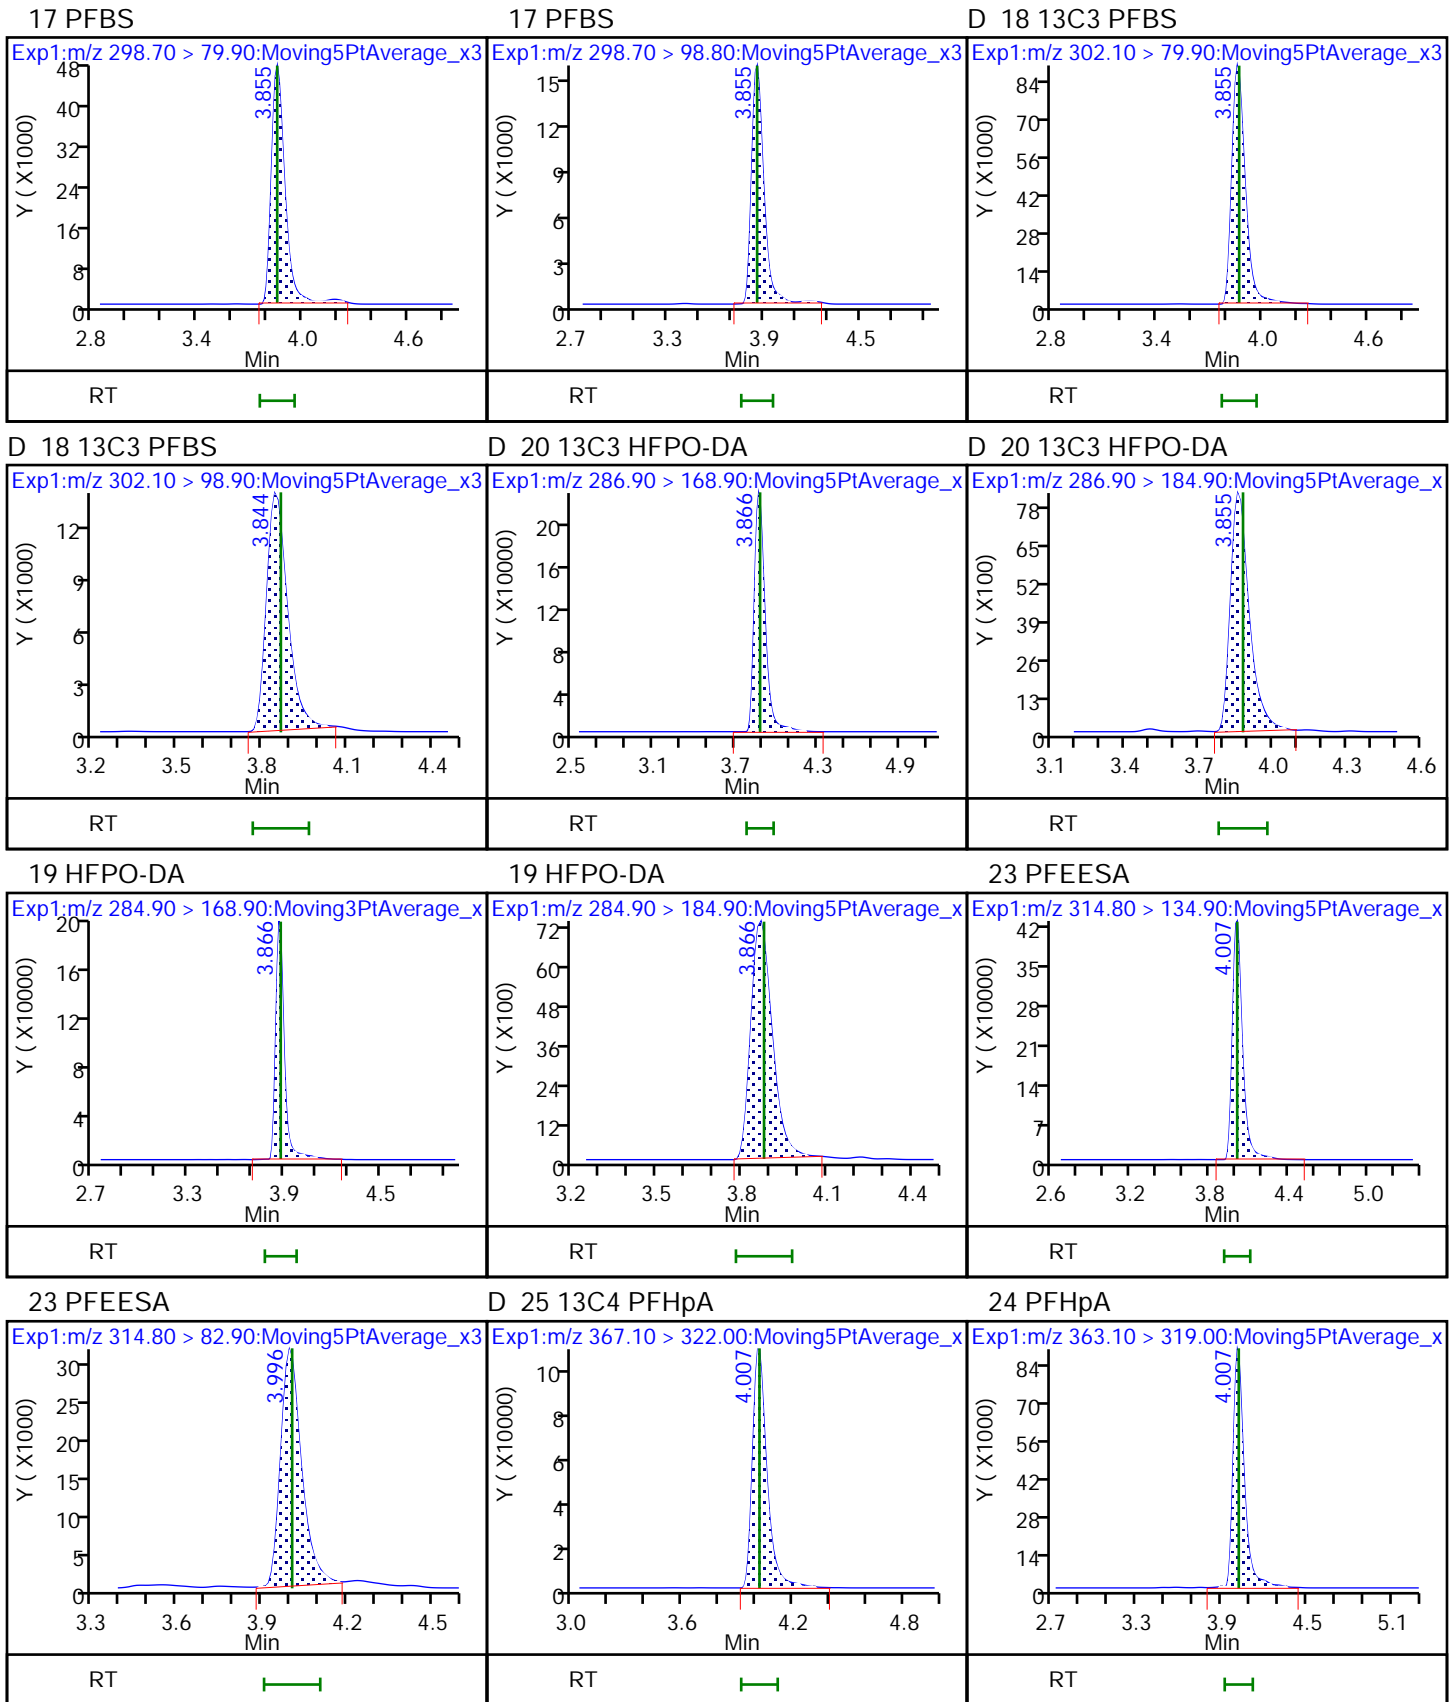 17 PFBS
Exp1:m/z 298.70 > 79.90:Moving5PtAverage_x3
3.855
Y ( X1000)
48
40
32
24
16
8
0
2.8 3.4 4.0 4.6
Min
RT
17 PFBS
Exp1:m/z 298.70 > 98.80:Moving5PtAverage_x3
3.855
Y ( X1000)
15
12
9
6
3
0
2.7 3.3 3.9 4.5
Min
RT
D 18 13C3 PFBS
Exp1:m/z 302.10 > 79.90:Moving5PtAverage_x3
3.855
Y ( X1000)
84
70
56
42
28
14
0
2.8 3.4 4.0 4.6
Min
RT
D 18 13C3 PFBS
Exp1:m/z 302.10 > 98.90:Moving5PtAverage_x3
3.844
Y ( X1000)
12
9
6
3
0
3.2 3.5 3.8 4.1 4.4
Min
RT
D 20 13C3 HFPO-DA
Exp1:m/z 286.90 > 168.90:Moving5PtAverage_x
3.866
Y ( X10000)
20
16
12
8
4
0
2.5 3.1 3.7 4.3 4.9
Min
RT
D 20 13C3 HFPO-DA
Exp1:m/z 286.90 > 184.90:Moving5PtAverage_x
3.855
Y ( X100)
78
65
52
39
26
13
0
3.1 3.4 3.7 4.0 4.3 4.6
Min
RT
19 HFPO-DA
Exp1:m/z 284.90 > 168.90:Moving3PtAverage_x
3.866
Y ( X10000)
20
16
12
8
4
0
2.7 3.3 3.9 4.5
Min
RT
19 HFPO-DA
Exp1:m/z 284.90 > 184.90:Moving5PtAverage_x
3.866
Y ( X100)
72
60
48
36
24
12
0
3.2 3.5 3.8 4.1 4.4
Min
RT
23 PFEESA
Exp1:m/z 314.80 > 134.90:Moving5PtAverage_x
4.007
Y ( X10000)
42
35
28
21
14
7
0
2.6 3.2 3.8 4.4 5.0
Min
RT
23 PFEESA
Exp1:m/z 314.80 > 82.90:Moving5PtAverage_x3
3.996
Y ( X1000)
30
25
20
15
10
5
0
3.3 3.6 3.9 4.2 4.5
Min
RT
D 25 13C4 PFHpA
Exp1:m/z 367.10 > 322.00:Moving5PtAverage_x
4.007
Y ( X10000)
10
8
6
4
2
0
3.0 3.6 4.2 4.8
Min
RT
24 PFHpA
Exp1:m/z 363.10 > 319.00:Moving5PtAverage_x
4.007
Y ( X1000)
84
70
56
42
28
14
0
2.7 3.3 3.9 4.5 5.1
Min
RT